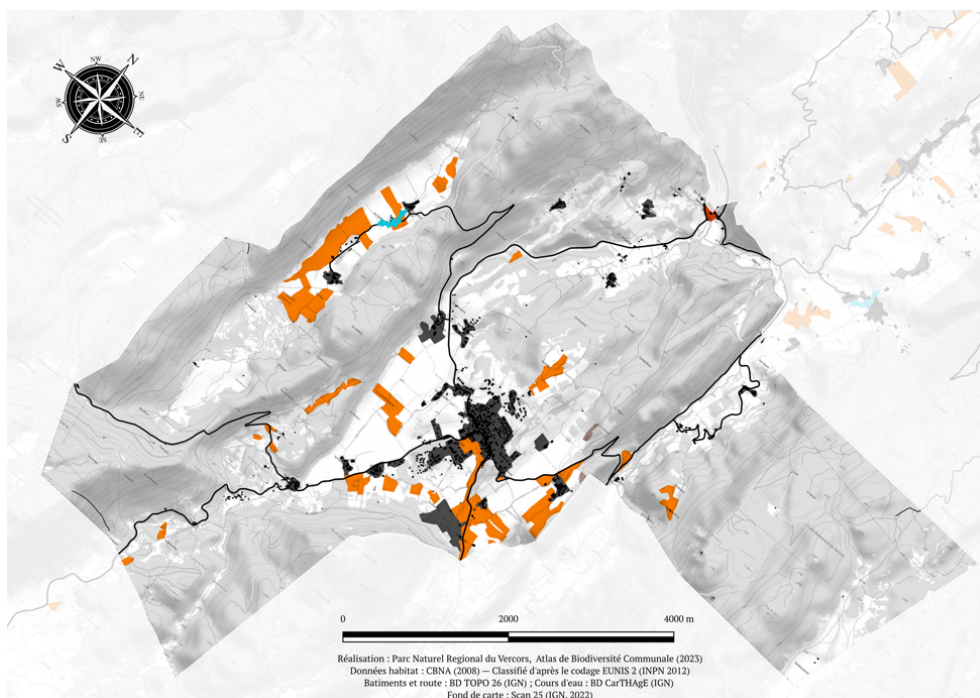 NW
W
N
SW
NE
S
E
SE
0
2000
4000 m
Réalisation : Parc Naturel Regional du Vercors, Atlas de Biodiversité Communale (2023)
Données habitat : CBNA (2008) — Classifié d'après le codage EUNIS 2 (INPN 2012)
Batiments et route : BD TOPO 26 (IGN) ; Cours d'eau : BD CarTHAgE (IGN)
Fond de carte : Scan 25 (IGN, 2022)